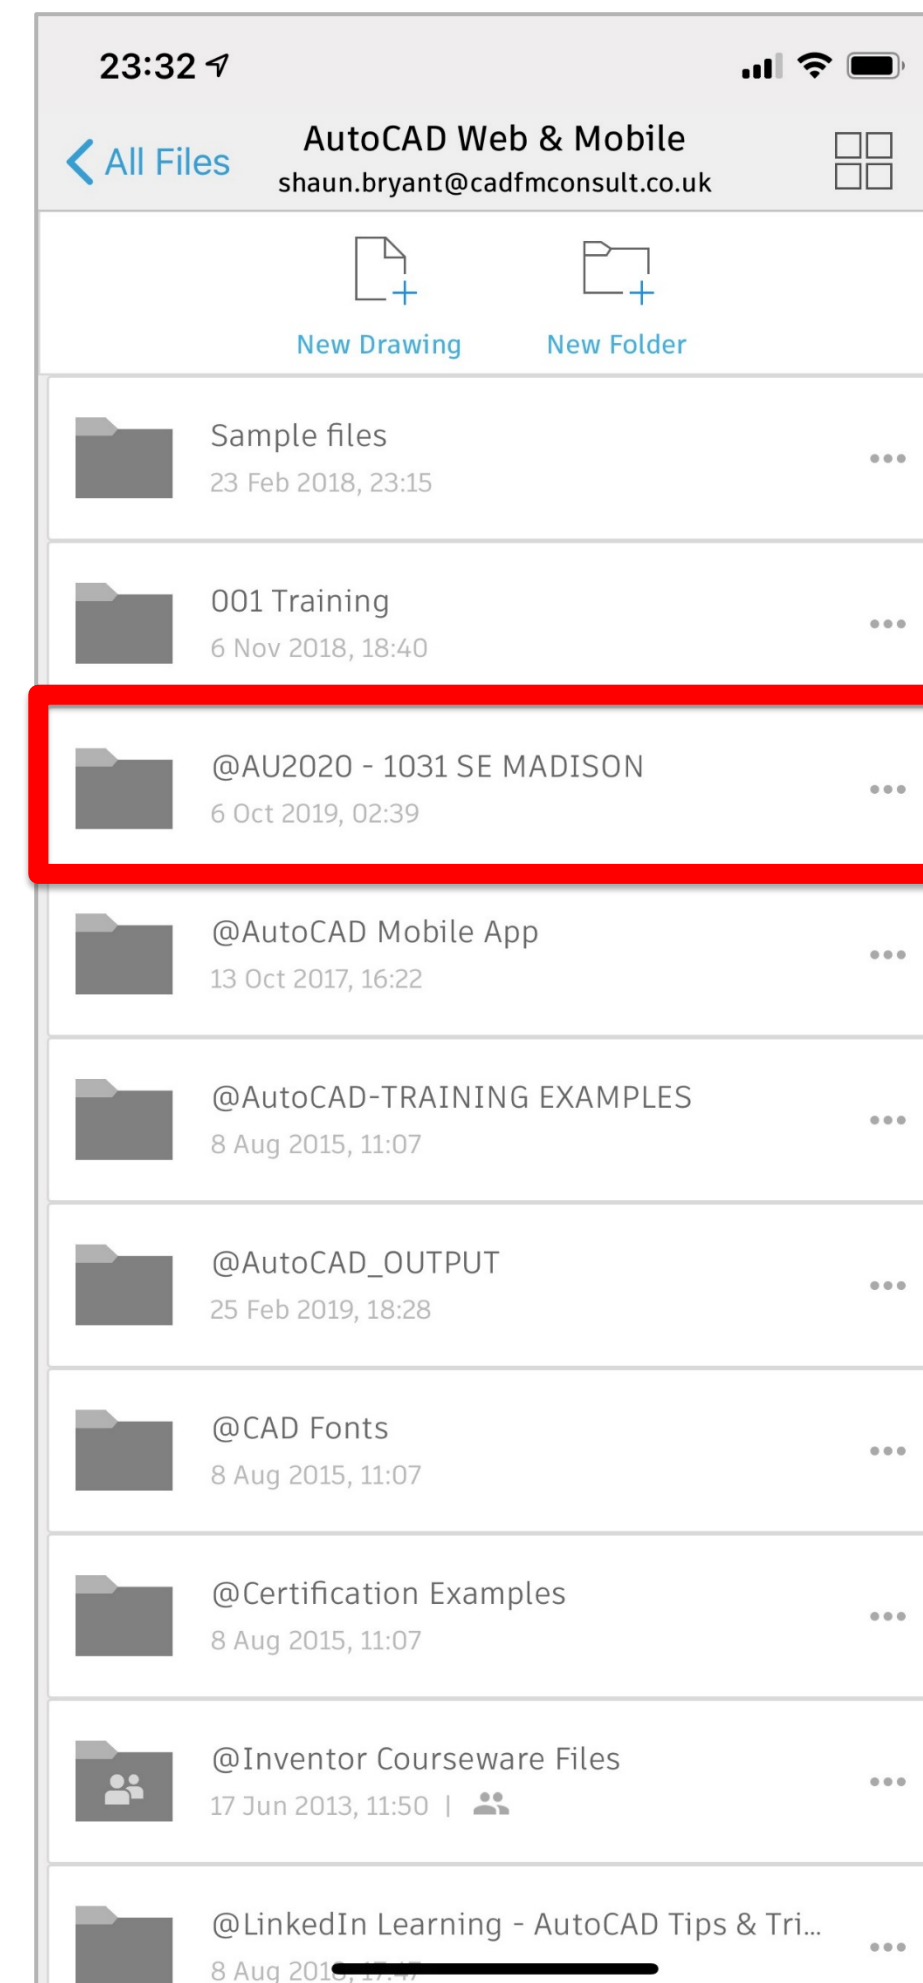 23:32
All Files
AutoCAD Web & Mobile
shaun.bryant@cadfmconsult.co.uk
New Drawing
New Folder
Sample files
23 Feb 2018, 23:15
001 Training
6 Nov 2018, 18:40
@AU2020 - 1031 SE MADISON
6 Oct 2019, 02:39
@AutoCAD Mobile App
13 Oct 2017, 16:22
@AutoCAD-TRAINING EXAMPLES
8 Aug 2015, 11:07
@AutoCAD_OUTPUT
25 Feb 2019, 18:28
@CAD Fonts
8 Aug 2015, 11:07
@Certification Examples
8 Aug 2015, 11:07
@Inventor Courseware Files
17 Jun 2013, 11:50 |
@LinkedIn Learning - AutoCAD Tips & Tri...
8 Aug